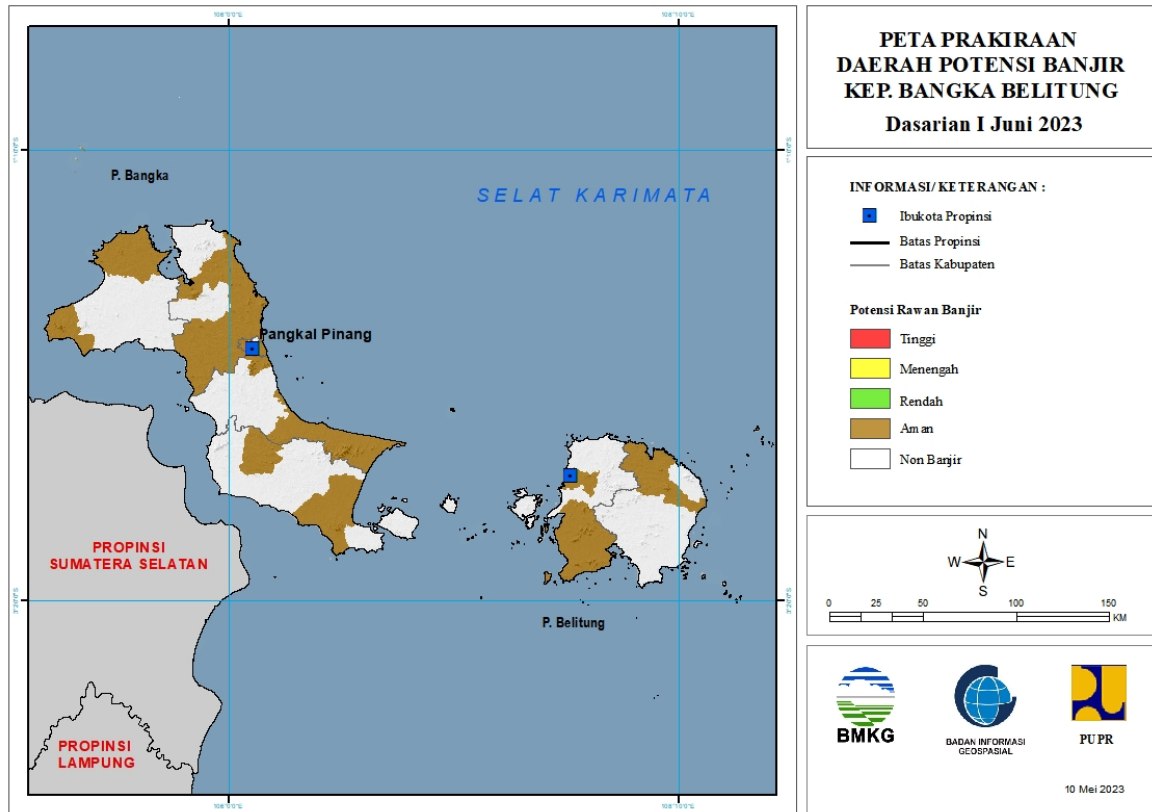 PETA PRAKIRAAN
DAERAH POTENSI BANJIR
KEP. BANGKA BELITUNG
Dasarian I Juni 2023
P. Bangka
SELAT KARIMATA
Pangkal Pinang
PROPINSI
SUMATERA SELATAN
P. Belitung
PROPINSI
LAMPUNG
INFORMASI/ KETERANGAN :
Ibukota Propinsi
Batas Propinsi
Batas Kabupaten
Potensi Rawan Banjir
Tinggi
Menengah
Rendah
Aman
Non Banjir
N
W E
S
0 25 50 100 150
KM
BMKG
BADAN INFORMASI
GEOSPASIAL
PUPR
10 Mei 2023